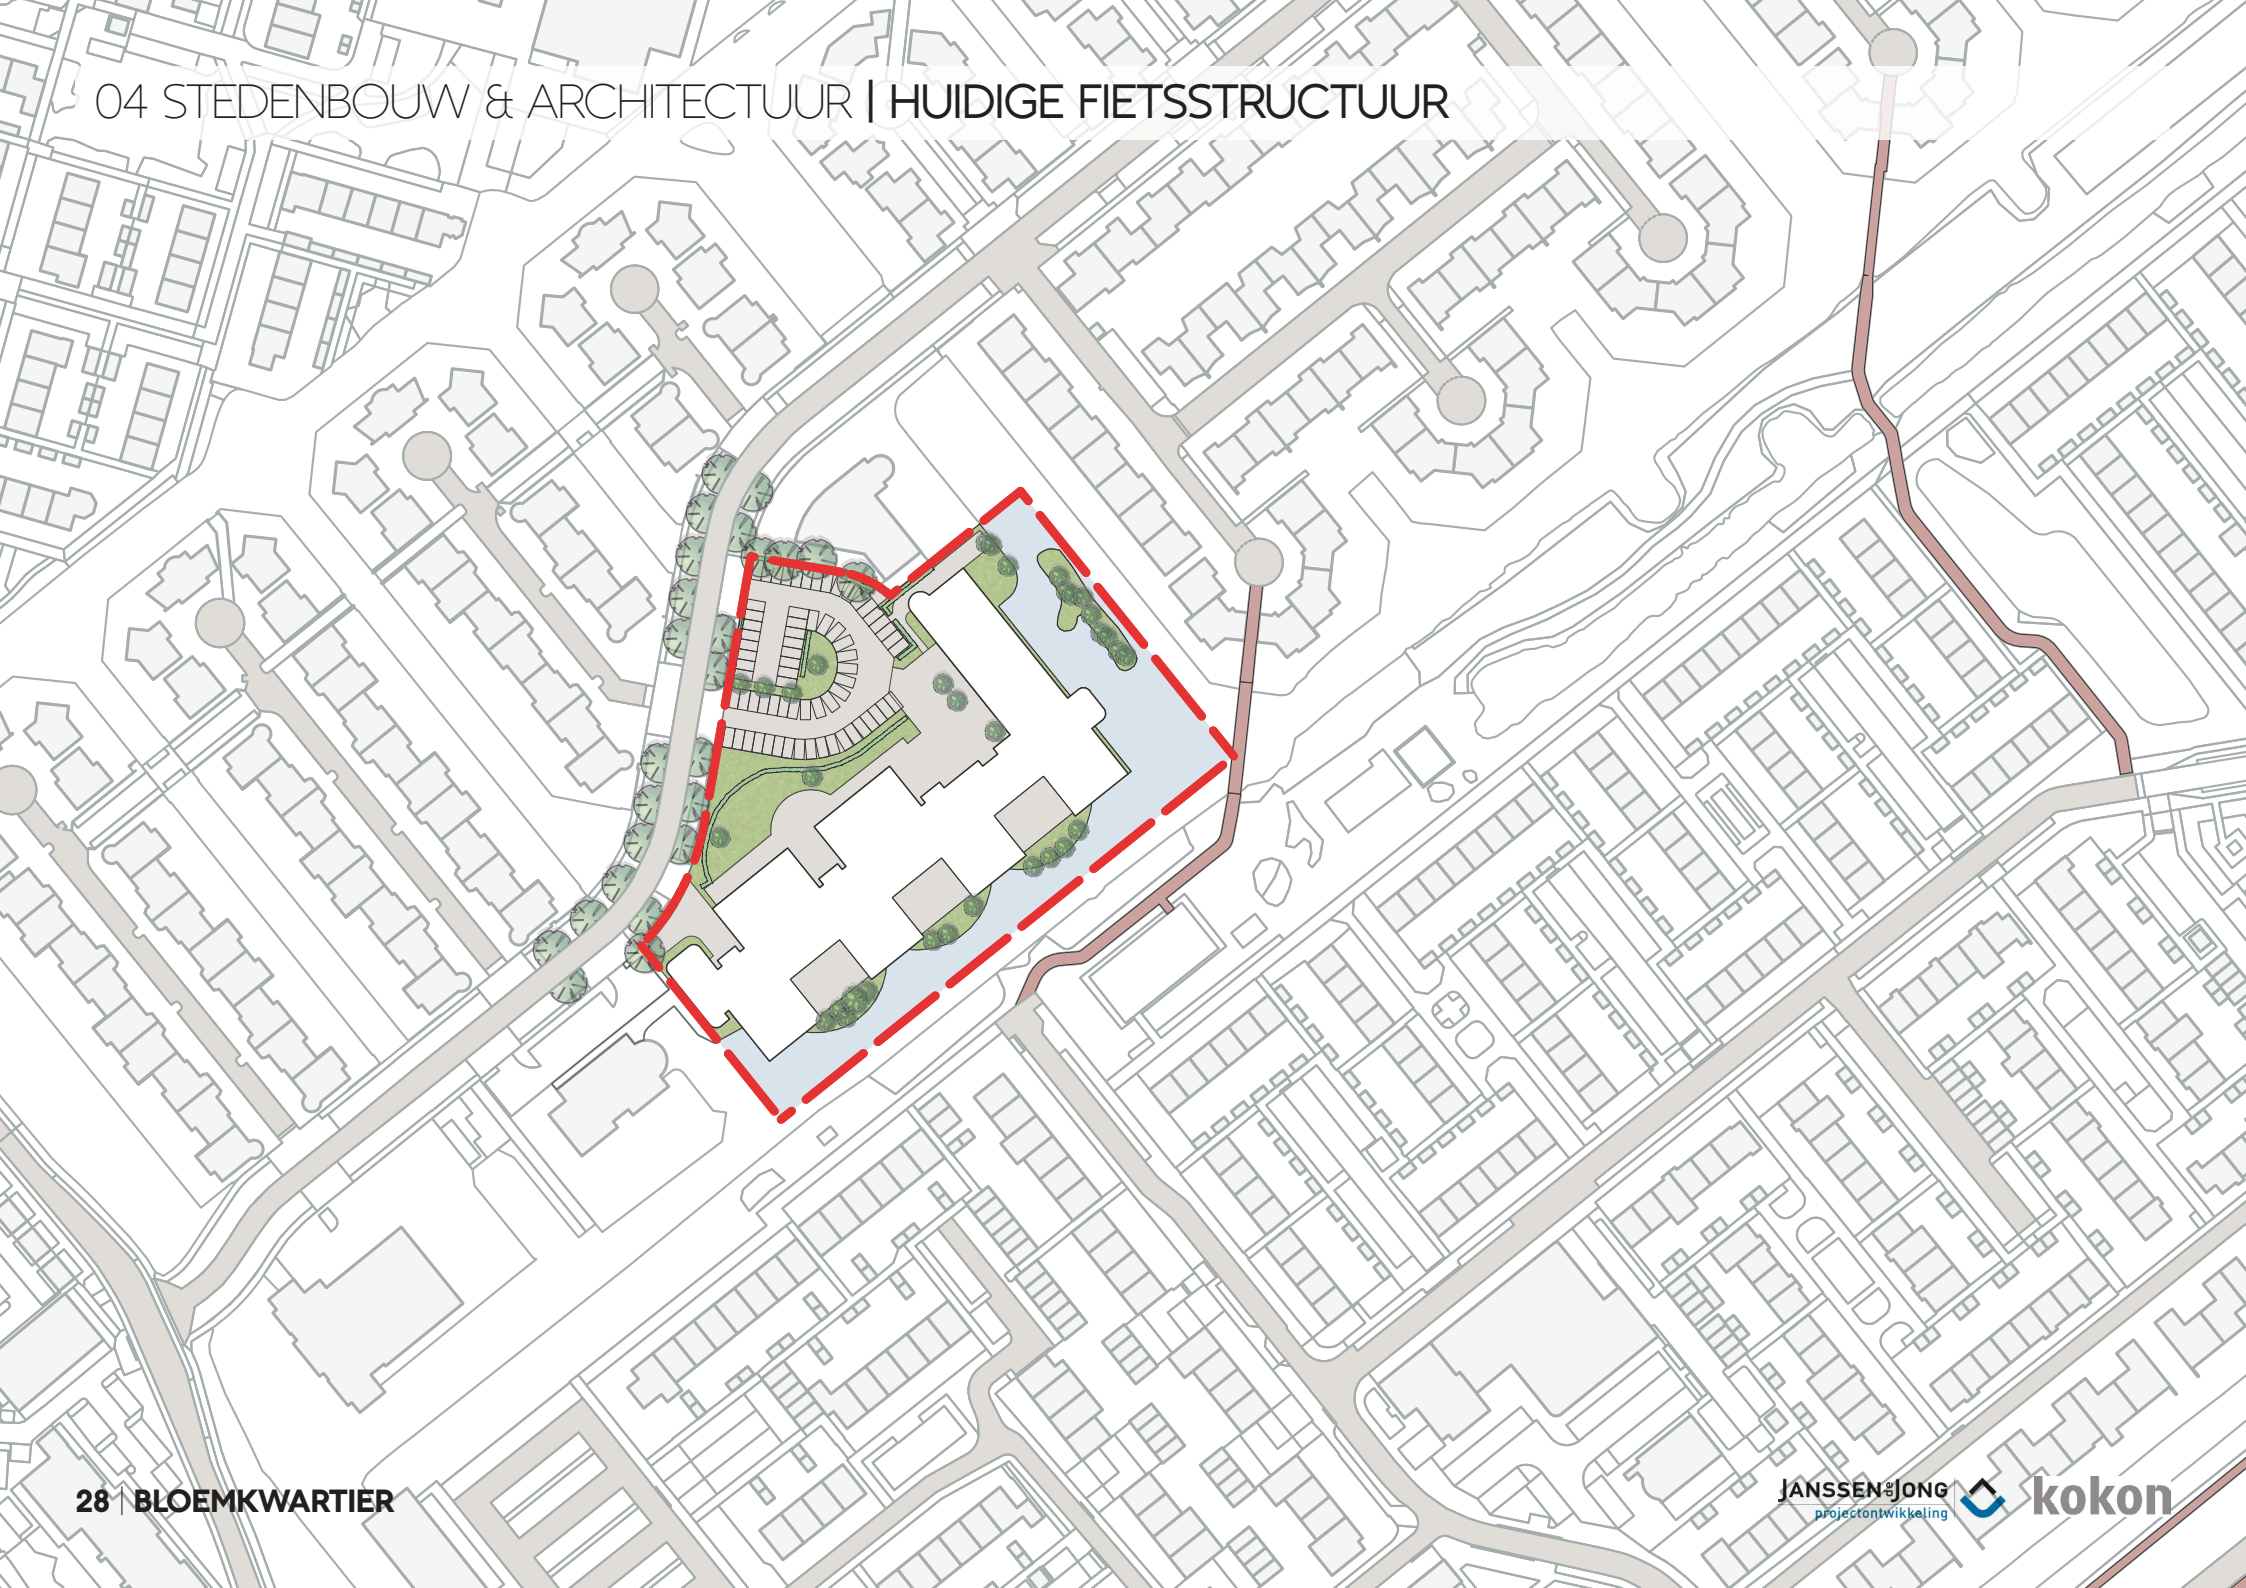 04 STEDENBOUW & ARCHITECTUUR | HUIDIGE FIETSSTRUCTUUR
28 | BLOEMKWARTIER
JANSSEN DE JONG
projectontwikkeling
kokon